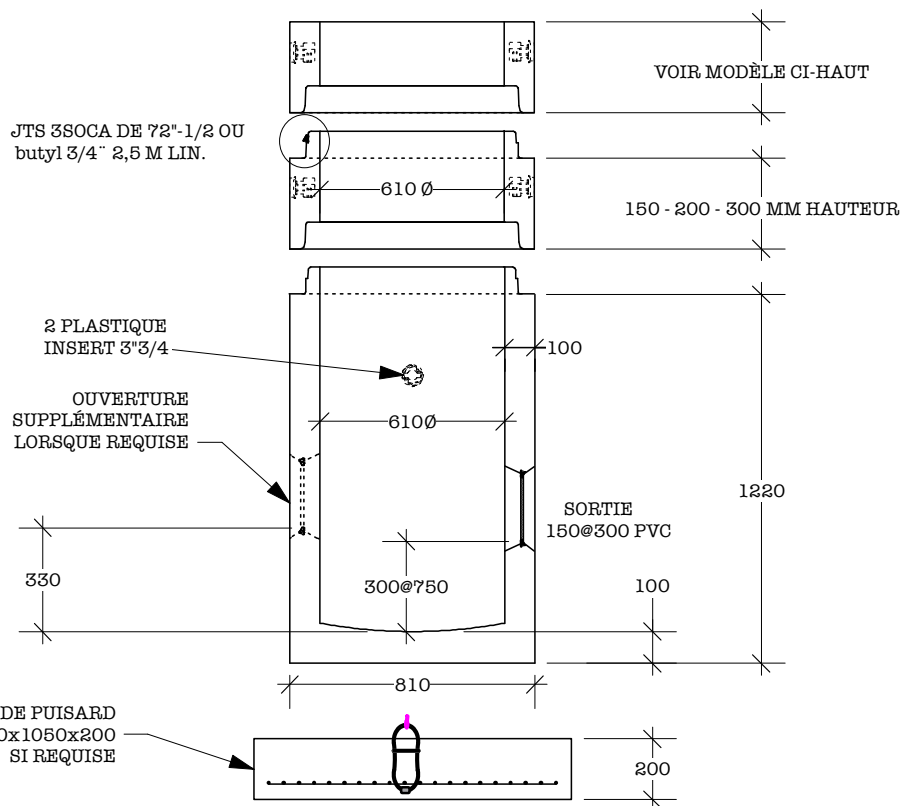 VOIR MODÈLE CI-HAUT
JTS 3SOCA DE 72"-1/2 OU
butyl 3/4¨ 2,5 M LIN.
610 Ø
150 - 200 - 300 MM HAUTEUR
2 PLASTIQUE
INSERT 3"3/4
100
OUVERTURE
SUPPLÉMENTAIRE
LORSQUE REQUISE
610Ø
1220
SORTIE
150@300 PVC
330
300@750
100
810
DE PUISARD
0x1050x200
SI REQUISE
200